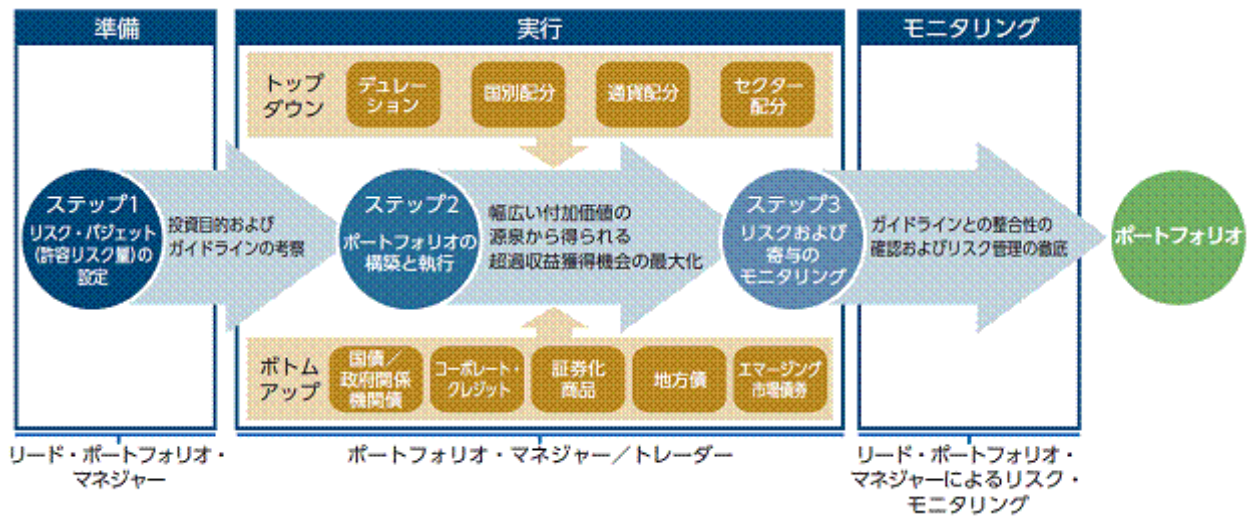 準備
実行
モニタリング
トップ
ダウン
デュレー
ション
国別配分
通貨配分
セクター
配分
ステップ1
リスク・バジェット
(許容リスク量)の
設定
投資目的および
ガイドラインの考察
ステップ2
ポートフォリオの
構築と執行
幅広い付加価値の
源泉から得られる
超過収益獲得機会の最大化
ステップ3
リスクおよび
寄与の
モニタリング
ガイドラインとの整合性の
確認およびリスク管理の徹底
ポートフォリオ
ボトム
アップ
国債／
政府関係
機関債
コーポレート・
クレジット
証券化
商品
地方債
エマージング
市場債券
リード・ポートフォリオ・
マネジャー
ポートフォリオ・マネジャー／トレーダー
リード・ポートフォリオ・
マネジャーによるリスク・
モニタリング